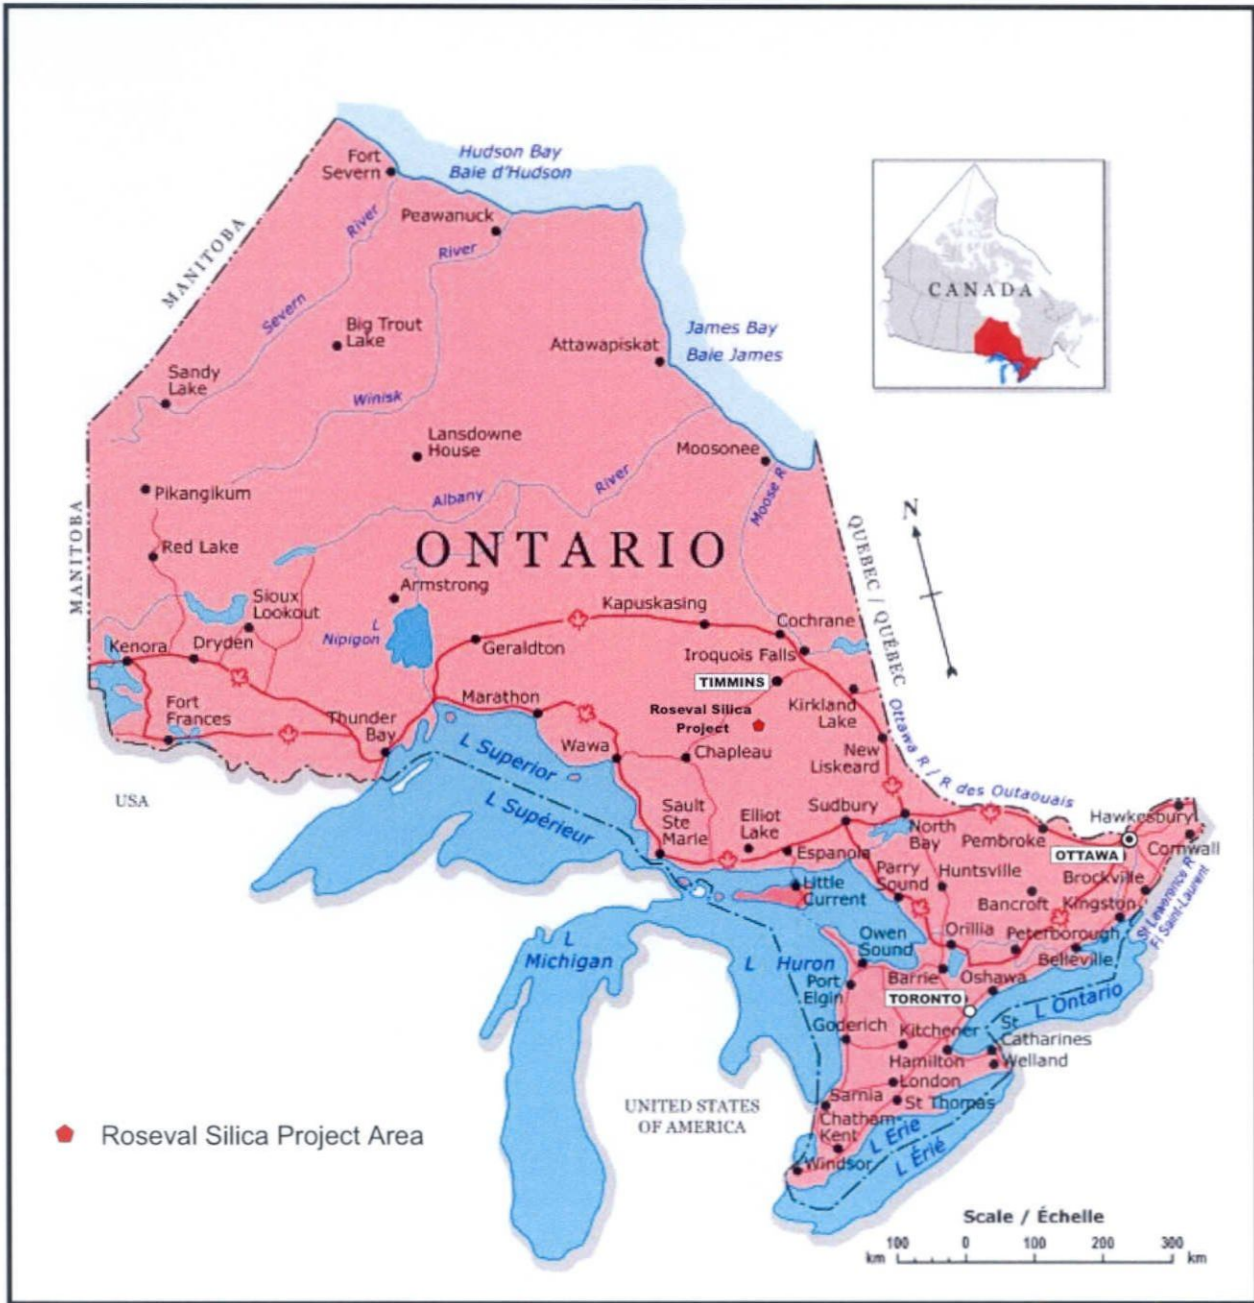 Hudson Bay
Baie d'Hudson
Fort
Severn
Peawanuck
River
River
MANITOBA
Severn
Big Trout
Lake
Attawapiskat
James Bay
Baie James
CANADA
Sandy
Lake
Winisk
Lansdowne
House
Moosonee
River
Albany
Moose R
Pikangikum
MANITOBA
Red Lake
ONTARIO
N
QUEBEC / QUÉBEC
Armstrong
Sioux
Lookout
L
Nipigon
Kapuskasing
Cochrane
Kenora
Dryden
Geraldton
Iroquois Falls
TIMMINS
Marathon
Kirkland
Lake
Roseval Silica
Project
Fort
Frances
Thunder
Bay
Wawa
Chapleau
New
Liskeard
Ottawa R / R des Outaouais
L Superior
L Supérieur
USA
Sault
Ste
Marie
Elliot
Lake
Sudbury
North
Bay
Pembroke
Hawkesbury
OTTAWA
Cornwall
Espanola
Parry
Sound
Huntsville
Brockville
Little
Current
Bancroft
Kingston
St Lawerence R
Fl Saint-Laurent
Owen
Sound
Orillia
Peterborough
Belleville
L
Michigan
L Huron
Barrie
Oshawa
Port
Elgin
TORONTO
L Ontario
Goderich
Kitchener
St
Catharines
Hamilton
Welland
London
Sarnia
St Thomas
Chatham-
Kent
UNITED STATES
OF AMERICA
L Erie
L Érié
Windsor
Roseval Silica Project Area
Scale / Échelle
100 0 100 200 300
km km